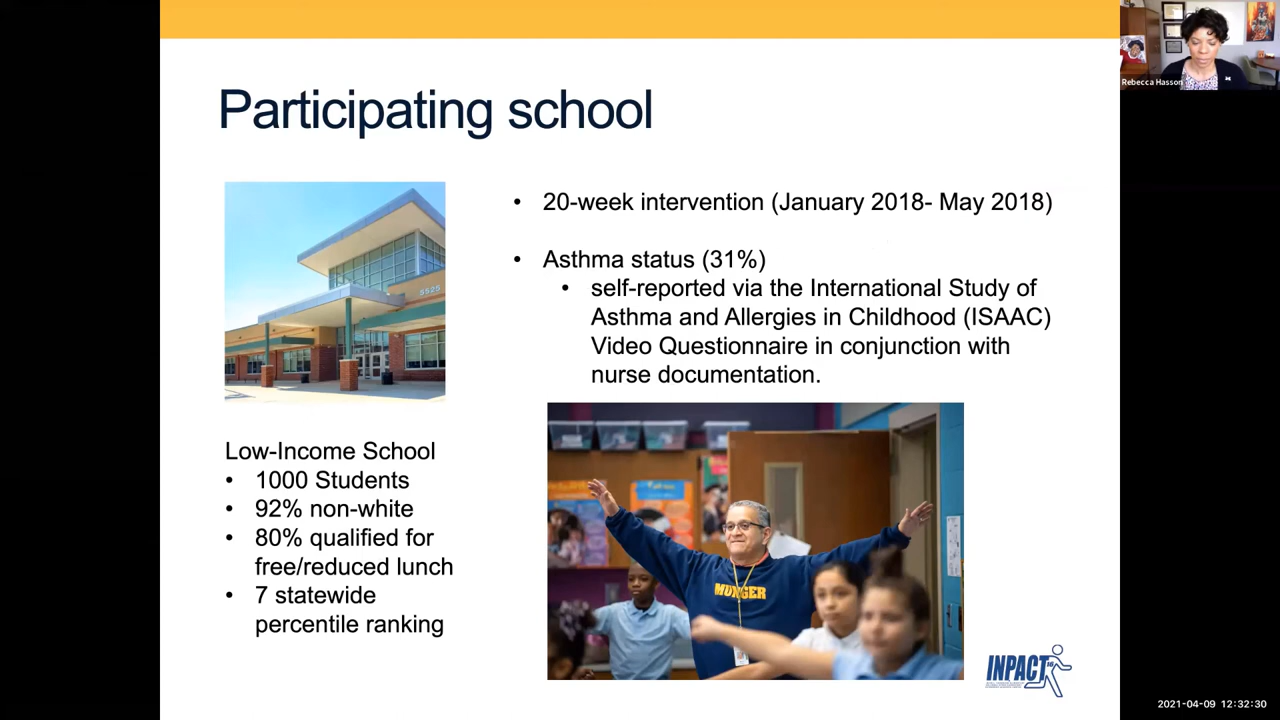 Rebecca Hasson
Participating school
5525
• 20-week intervention (January 2018- May 2018)
• Asthma status (31%)
• self-reported via the International Study of
Asthma and Allergies in Childhood (ISAAC)
Video Questionnaire in conjunction with
nurse documentation.
Low-Income School
• 1000 Students
• 92% non-white
• 80% qualified for
free/reduced lunch
• 7 statewide
percentile ranking
MUNGER
INPACT
2021-04-09 12:32:30